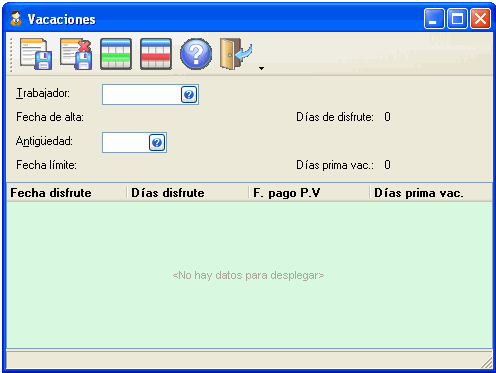 Vacaciones
Trabajador:
Fecha de alta: Días de disfrute: 0
Antigüedad:
Fecha límite: Días prima vac.: 0
Fecha disfrute Días disfrute F. pago P.V Días prima vac.
<No hay datos para desplegar>